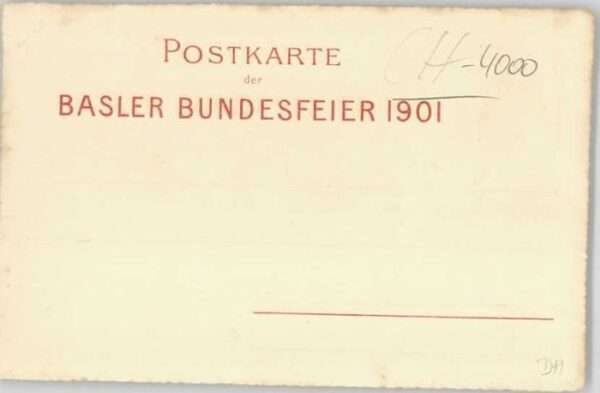 POSTKARTE
CH-4000
der
BASLER BUNDESFEIER 1901